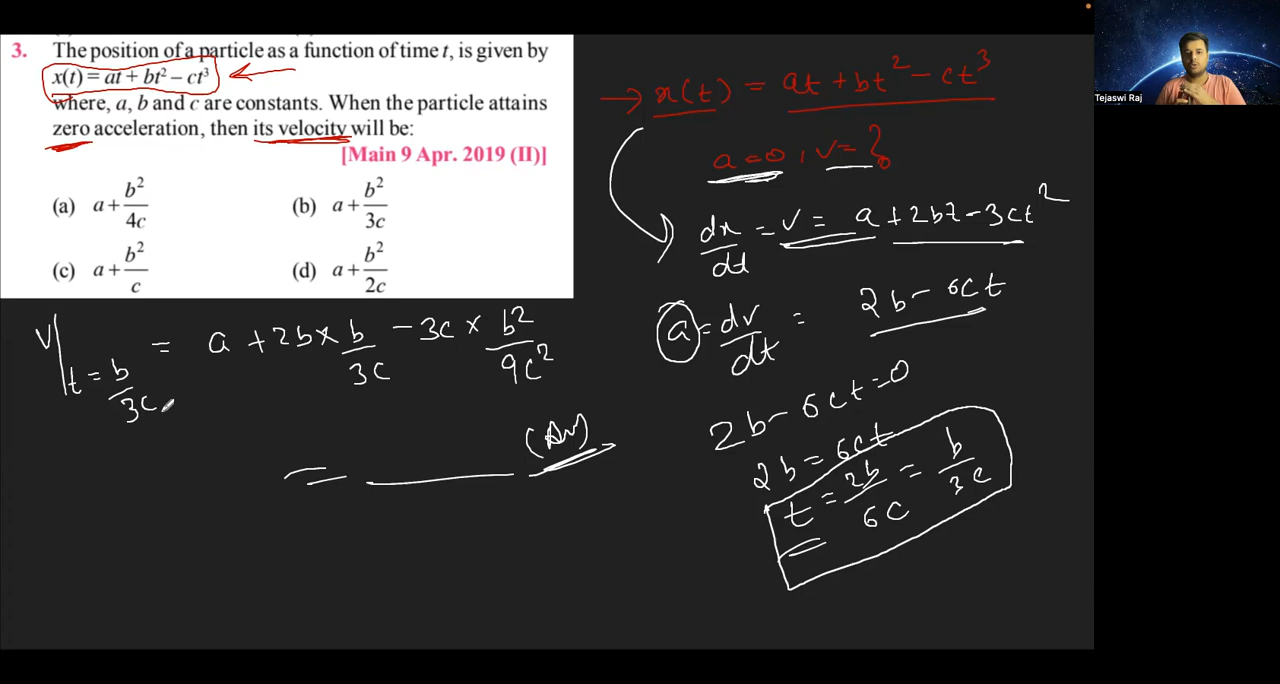 3. The position of a particle as a function of time t, is given by
x(t) = at + bt² – ct³
where, a, b and c are constants. When the particle attains
zero acceleration, then its velocity will be:
[Main 9 Apr. 2019 (II)]
(a) a + b²/4c (b) a + b²/3c
(c) a + b²/c (d) a + b²/2c
→ x(t) = at + bt² - ct³
a = 0, v = ?
dx/dt = v = a + 2bt - 3ct²
a = dv/dt = 2b - 6ct
2b - 6ct = 0
2b = 6ct
t = 2b/6c = b/3c
v|t = b/3c = a + 2b × b/3c - 3c × b²/9c²
= (Ans)
Tejaswi Raj